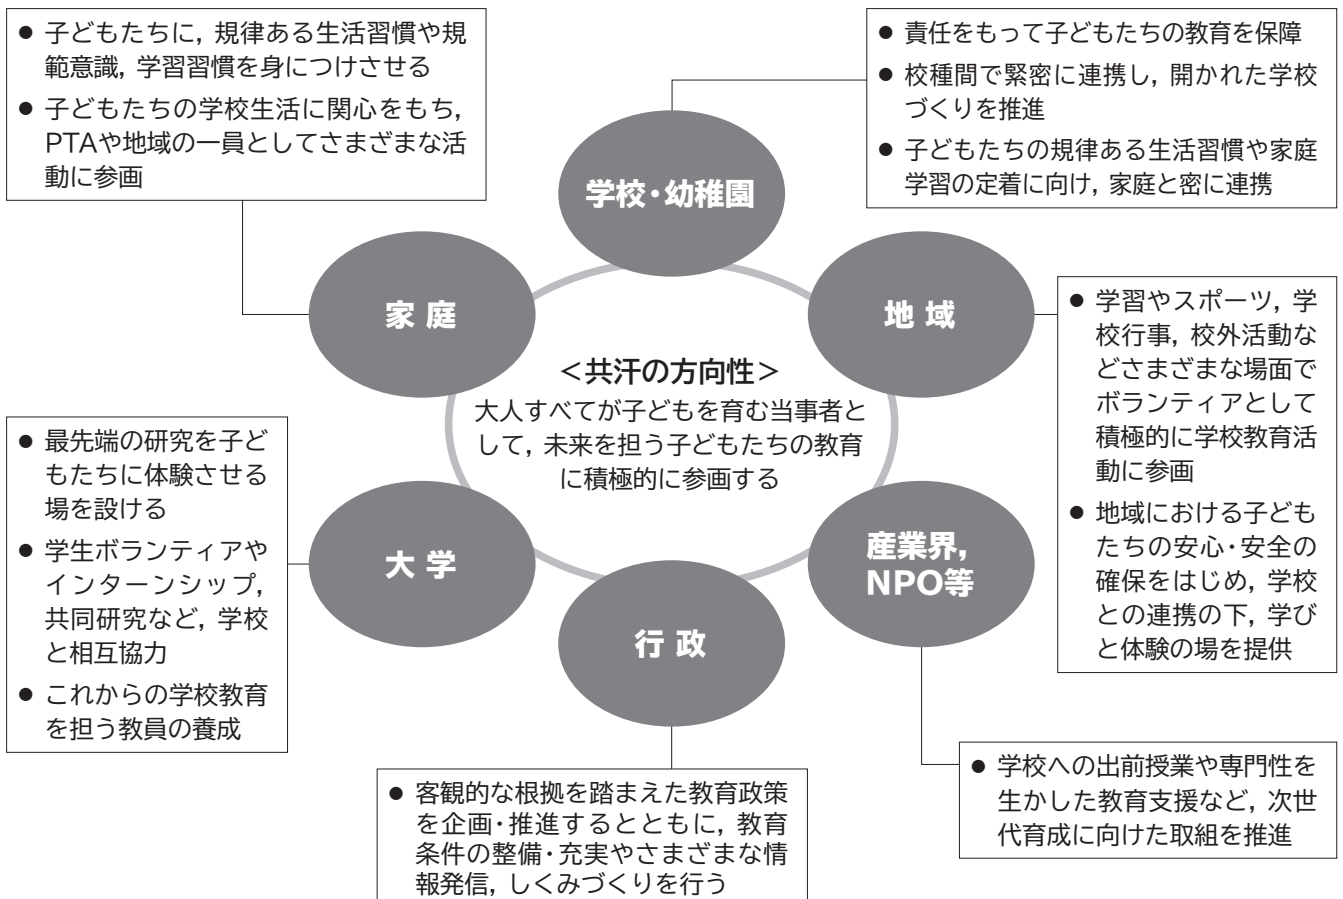 ● 子どもたちに，規律ある生活習慣や規
範意識，学習習慣を身につけさせる
● 子どもたちの学校生活に関心をもち，
PTAや地域の一員としてさまざまな活
動に参画
● 責任をもって子どもたちの教育を保障
● 校種間で緊密に連携し，開かれた学校
づくりを推進
● 子どもたちの規律ある生活習慣や家庭
学習の定着に向け，家庭と密に連携
学校・幼稚園
家 庭
地 域
● 学習やスポーツ，学
校行事，校外活動な
どさまざまな場面で
ボランティアとして
積極的に学校教育活
動に参画
● 地域における子ども
たちの安心・安全の
確保をはじめ，学校
との連携の下，学び
と体験の場を提供
＜共汗の方向性＞
大人すべてが子どもを育む当事者と
して，未来を担う子どもたちの教育
に積極的に参画する
● 最先端の研究を子ど
もたちに体験させる
場を設ける
● 学生ボランティアや
インターンシップ，
共同研究など，学校
と相互協力
● これからの学校教育
を担う教員の養成
大 学
産業界，
NPO等
行 政
● 学校への出前授業や専門性を
生かした教育支援など，次世
代育成に向けた取組を推進
● 客観的な根拠を踏まえた教育政策
を企画・推進するとともに，教育
条件の整備・充実やさまざまな情
報発信，しくみづくりを行う